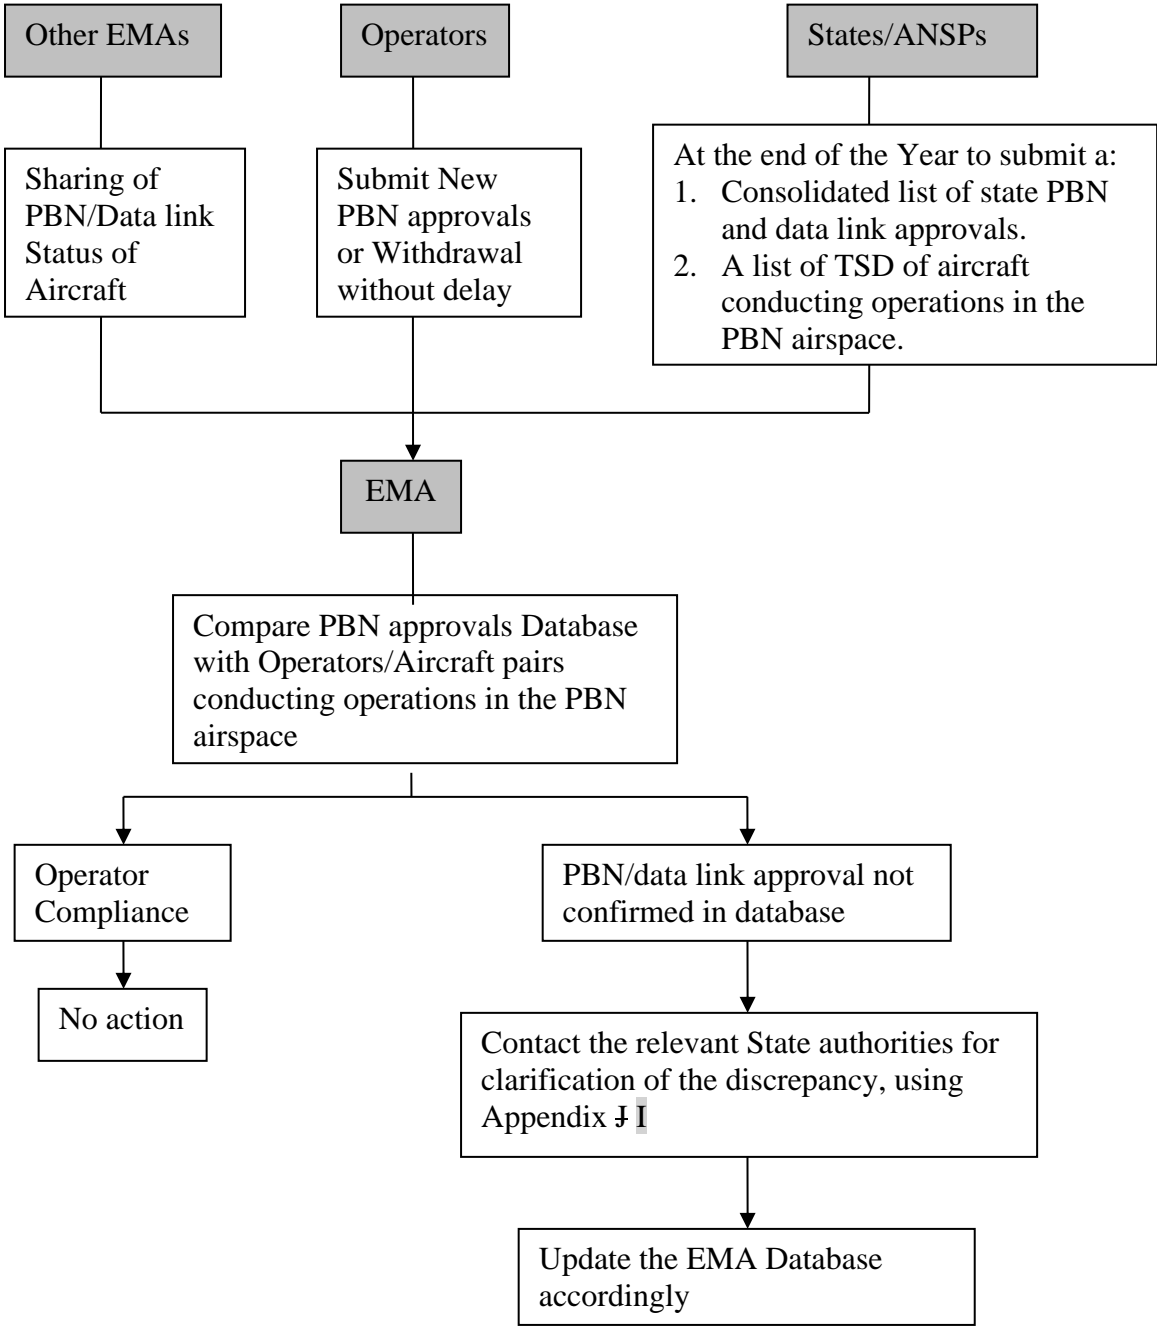 Other EMAs
Operators
States/ANSPs
Sharing of
PBN/Data link
Status of
Aircraft
Submit New
PBN approvals
or Withdrawal
without delay
At the end of the Year to submit a:
1. Consolidated list of state PBN
and data link approvals.
2. A list of TSD of aircraft
conducting operations in the
PBN airspace.
EMA
Compare PBN approvals Database
with Operators/Aircraft pairs
conducting operations in the PBN
airspace
Operator
Compliance
PBN/data link approval not
confirmed in database
No action
Contact the relevant State authorities for
clarification of the discrepancy, using
Appendix J I
Update the EMA Database
accordingly